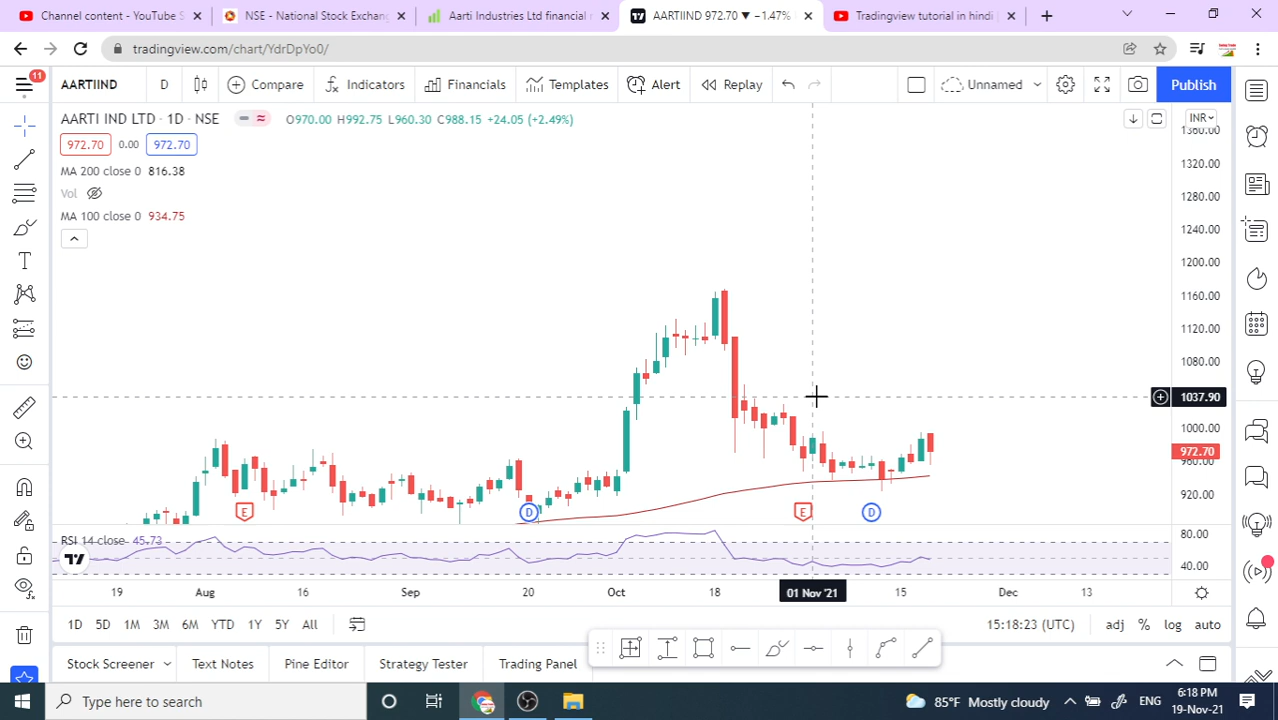 Channel content - YouTube S
NSE - National Stock Exchan
Aarti Industries Ltd financial r
AARTIIND 972.70 ▼ −1.47%
Tradingview tutorial in hindi |
tradingview.com/chart/YdrDpYo0/
11
AARTIIND
D
Compare
Indicators
Financials
Templates
Alert
Replay
Unnamed
Publish
AARTI IND LTD · 1D · NSE
O970.00 H992.75 L960.30 C988.15 +24.05 (+2.49%)
INR
972.70
0.00
972.70
MA 200 close 0 816.38
Vol
MA 100 close 0 934.75
1360.00
1320.00
1280.00
1240.00
1200.00
1160.00
1120.00
1080.00
1037.90
1000.00
972.70
960.00
920.00
E
D
E
D
RSI 14 close 45.73
80.00
40.00
19
Aug
16
Sep
20
Oct
18
01 Nov '21
15
Dec
13
1D
5D
1M
3M
6M
YTD
1Y
5Y
All
15:18:23 (UTC)
adj
%
log
auto
Stock Screener
Text Notes
Pine Editor
Strategy Tester
Trading Panel
Type here to search
85°F Mostly cloudy
ENG
6:18 PM
19-Nov-21